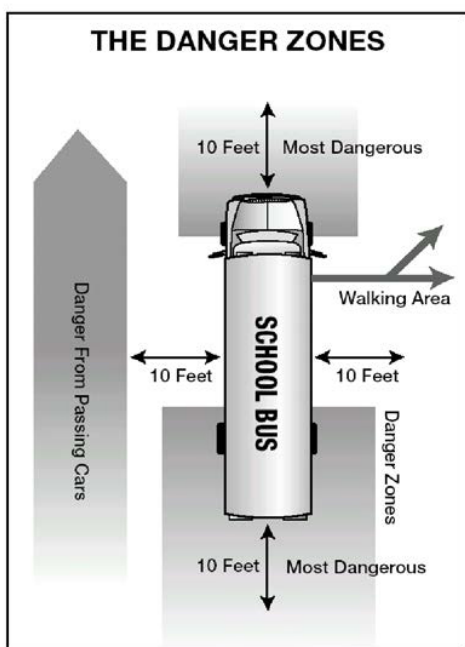 THE DANGER ZONES
10 Feet
Most Dangerous
Walking Area
Danger From Passing Cars
SCHOOL BUS
10 Feet
10 Feet
Danger Zones
10 Feet
Most Dangerous